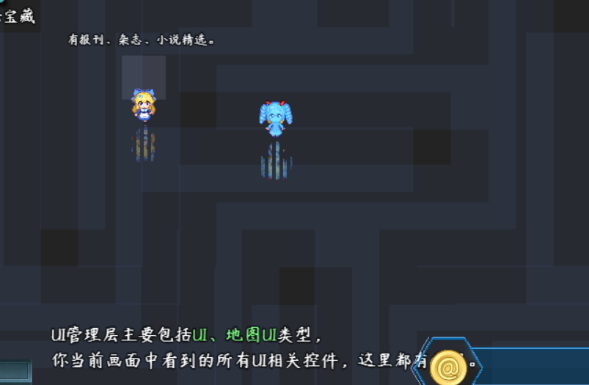 宝藏
有报刊、杂志、小说精选。
UI管理层主要包括UI、地图UI类型，
你当前画面中看到的所有UI相关控件，这里都有。
@